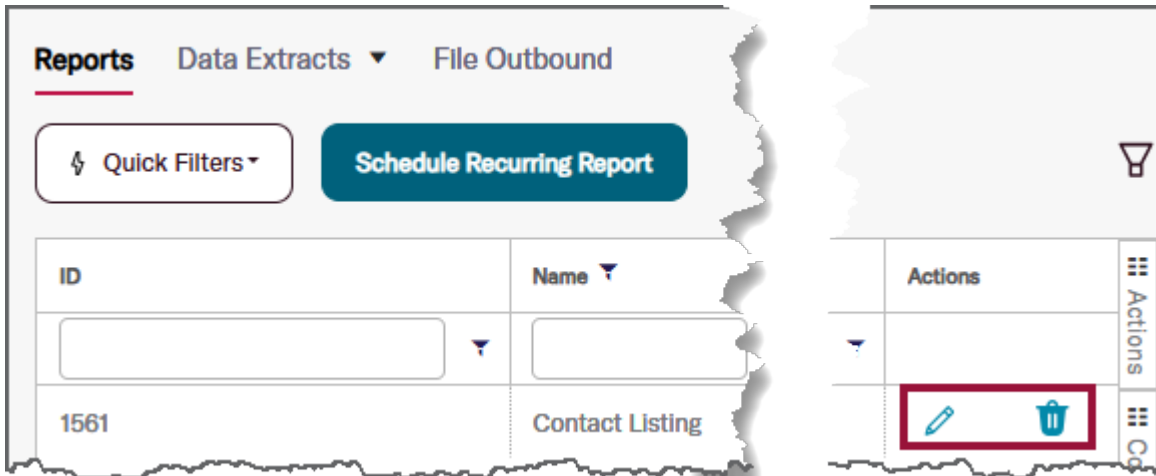 Reports Data Extracts File Outbound
Quick Filters Schedule Recurring Report
ID Name Actions
Actions
1561 Contact Listing